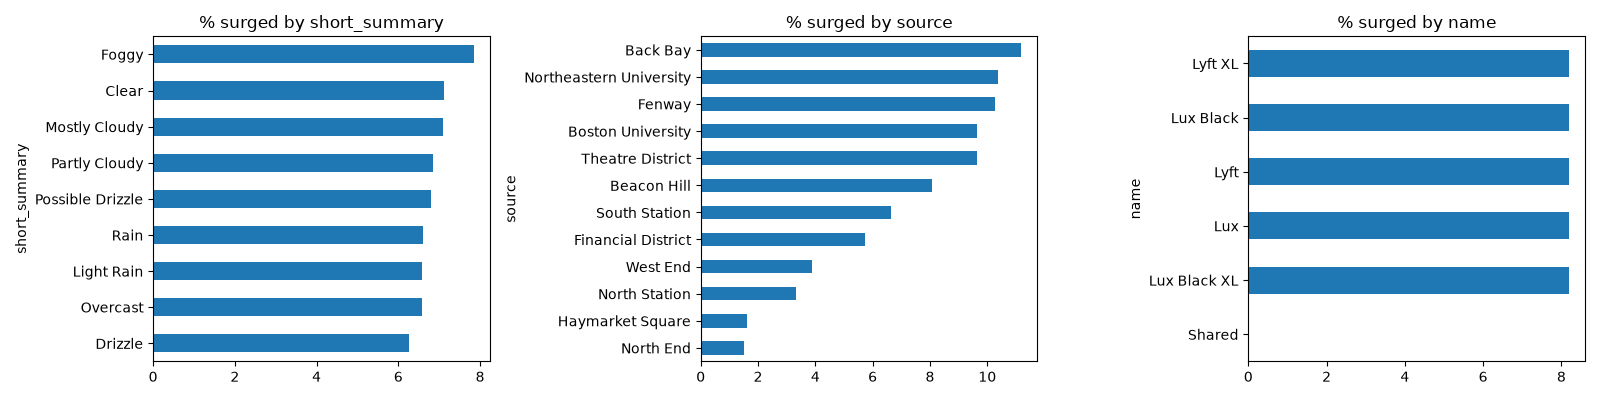 % surged by short_summary
short_summary
Foggy
Clear
Mostly Cloudy
Partly Cloudy
Possible Drizzle
Rain
Light Rain
Overcast
Drizzle
0 2 4 6 8
% surged by source
source
Back Bay
Northeastern University
Fenway
Boston University
Theatre District
Beacon Hill
South Station
Financial District
West End
North Station
Haymarket Square
North End
0 2 4 6 8 10
% surged by name
name
Lyft XL
Lux Black
Lyft
Lux
Lux Black XL
Shared
0 2 4 6 8